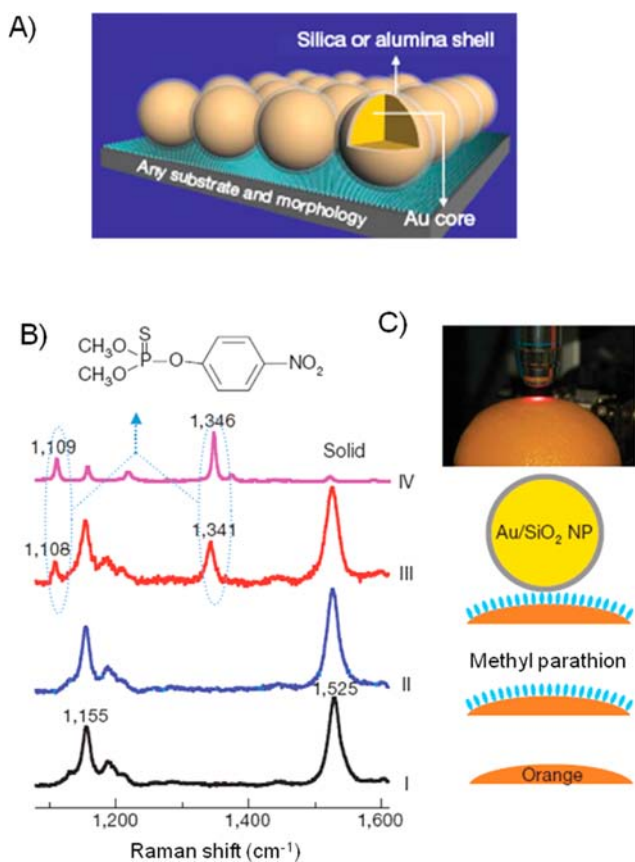 A)
Silica or alumina shell
Any substrate and morphology
Au core
B)
S
CH₃O
P
O
NO₂
CH₃O
1,109
1,346
Solid
IV
1,108
1,341
III
II
1,155
1,525
I
1,200
1,400
1,600
Raman shift (cm⁻¹)
C)
Au/SiO₂ NP
Methyl parathion
Orange